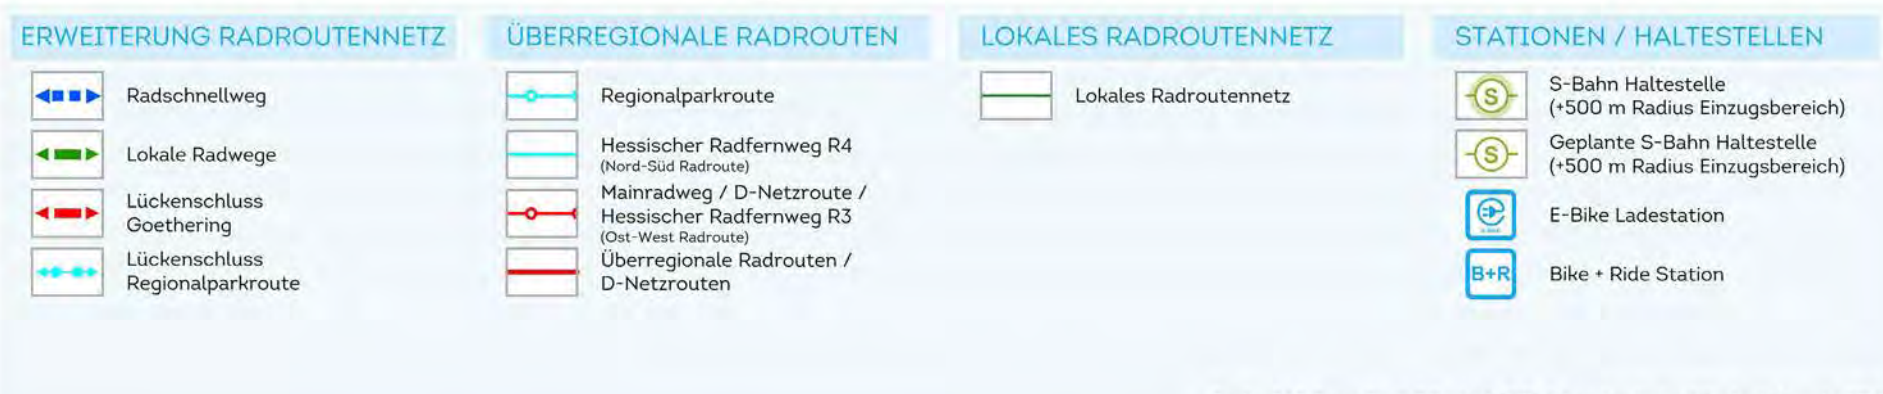 ERWEITERUNG RADROUTENNETZ
Radschnellweg
Lokale Radwege
Lückenschluss
Goethering
Lückenschluss
Regionalparkroute
ÜBERREGIONALE RADROUTEN
Regionalparkroute
Hessischer Radfernweg R4
(Nord-Süd Radroute)
Mainradweg / D-Netzroute /
Hessischer Radfernweg R3
(Ost-West Radroute)
Überregionale Radrouten /
D-Netzrouten
LOKALES RADROUTENNETZ
Lokales Radroutennetz
STATIONEN / HALTESTELLEN
S
S-Bahn Haltestelle
(+500 m Radius Einzugsbereich)
S
Geplante S-Bahn Haltestelle
(+500 m Radius Einzugsbereich)
E-Bike Ladestation
B+R
Bike + Ride Station